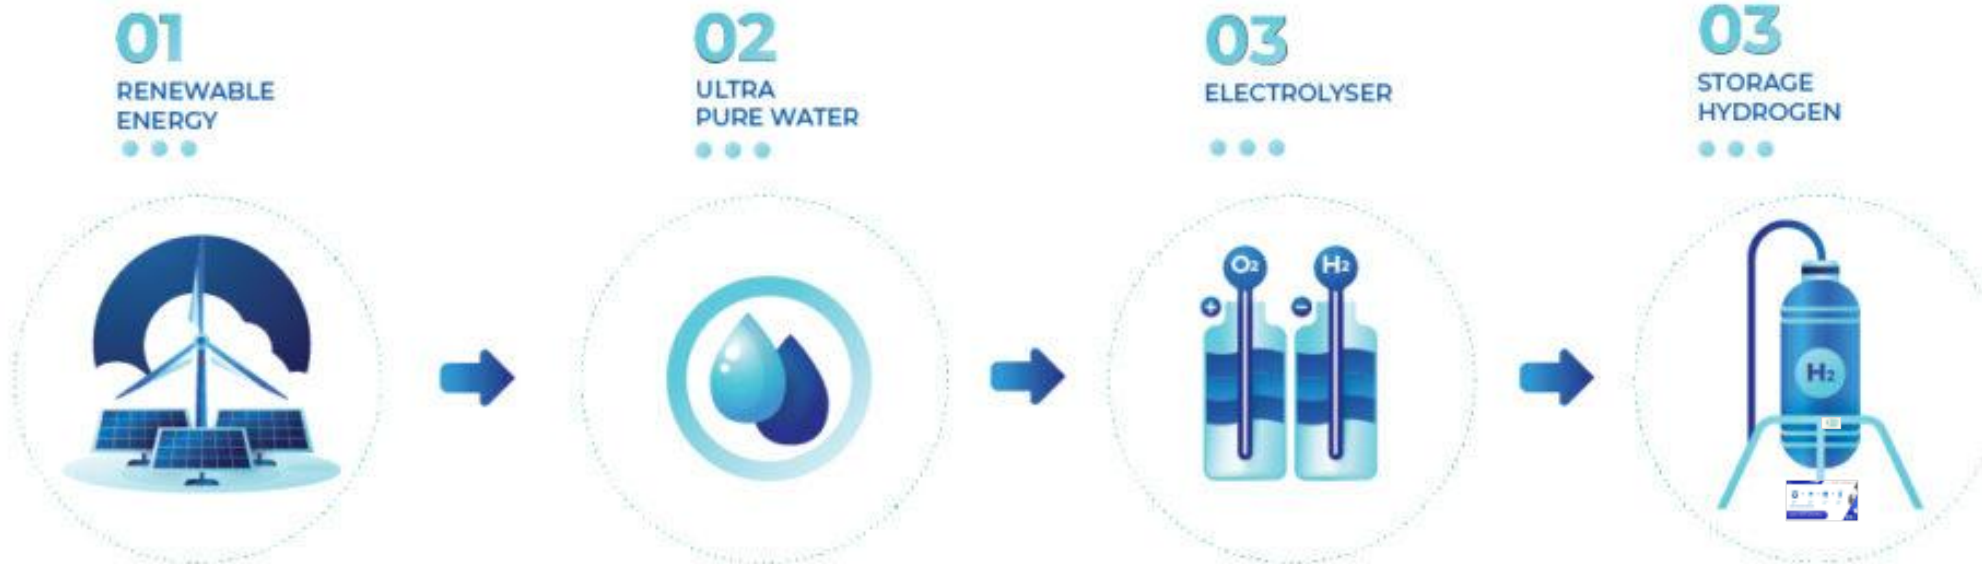 01
RENEWABLE
ENERGY
02
ULTRA
PURE WATER
03
ELECTROLYSER
03
STORAGE
HYDROGEN
O2
H2
+
−
H2